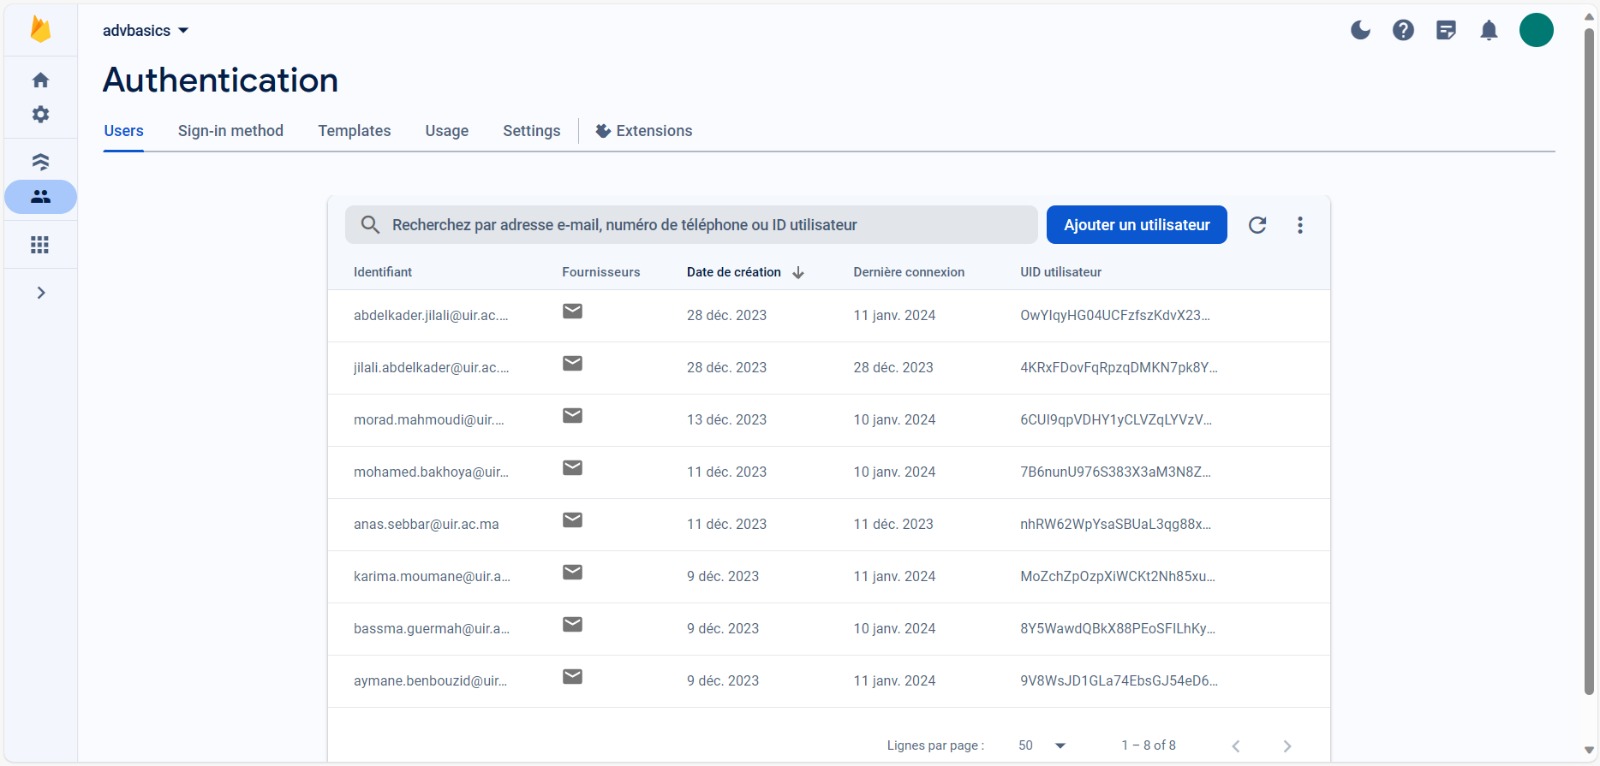 advbasics
Authentication
Users Sign-in method Templates Usage Settings Extensions
Recherchez par adresse e-mail, numéro de téléphone ou ID utilisateur Ajouter un utilisateur
Identifiant Fournisseurs Date de création Dernière connexion UID utilisateur
abdelkader.jilali@uir.ac.... 28 déc. 2023 11 janv. 2024 OwYIqyHG04UCFzfszKdvX23...
jilali.abdelkader@uir.ac.... 28 déc. 2023 28 déc. 2023 4KRxFDovFqRpzqDMKN7pk8Y...
morad.mahmoudi@uir.... 13 déc. 2023 10 janv. 2024 6CUI9qpVDHY1yCLVZqLYVzV...
mohamed.bakhoya@uir... 11 déc. 2023 10 janv. 2024 7B6nunU976S383X3aM3N8Z...
anas.sebbar@uir.ac.ma 11 déc. 2023 11 déc. 2023 nhRW62WpYsaSBUaL3qg88x...
karima.moumane@uir.a... 9 déc. 2023 11 janv. 2024 MoZchZpOzpXiWCKt2Nh85xu...
bassma.guermah@uir.a... 9 déc. 2023 10 janv. 2024 8Y5WawdQBkX88PEoSFILhKy...
aymane.benbouzid@uir... 9 déc. 2023 11 janv. 2024 9V8WsJD1GLa74EbsGJ54eD6...
Lignes par page : 50 1 – 8 of 8